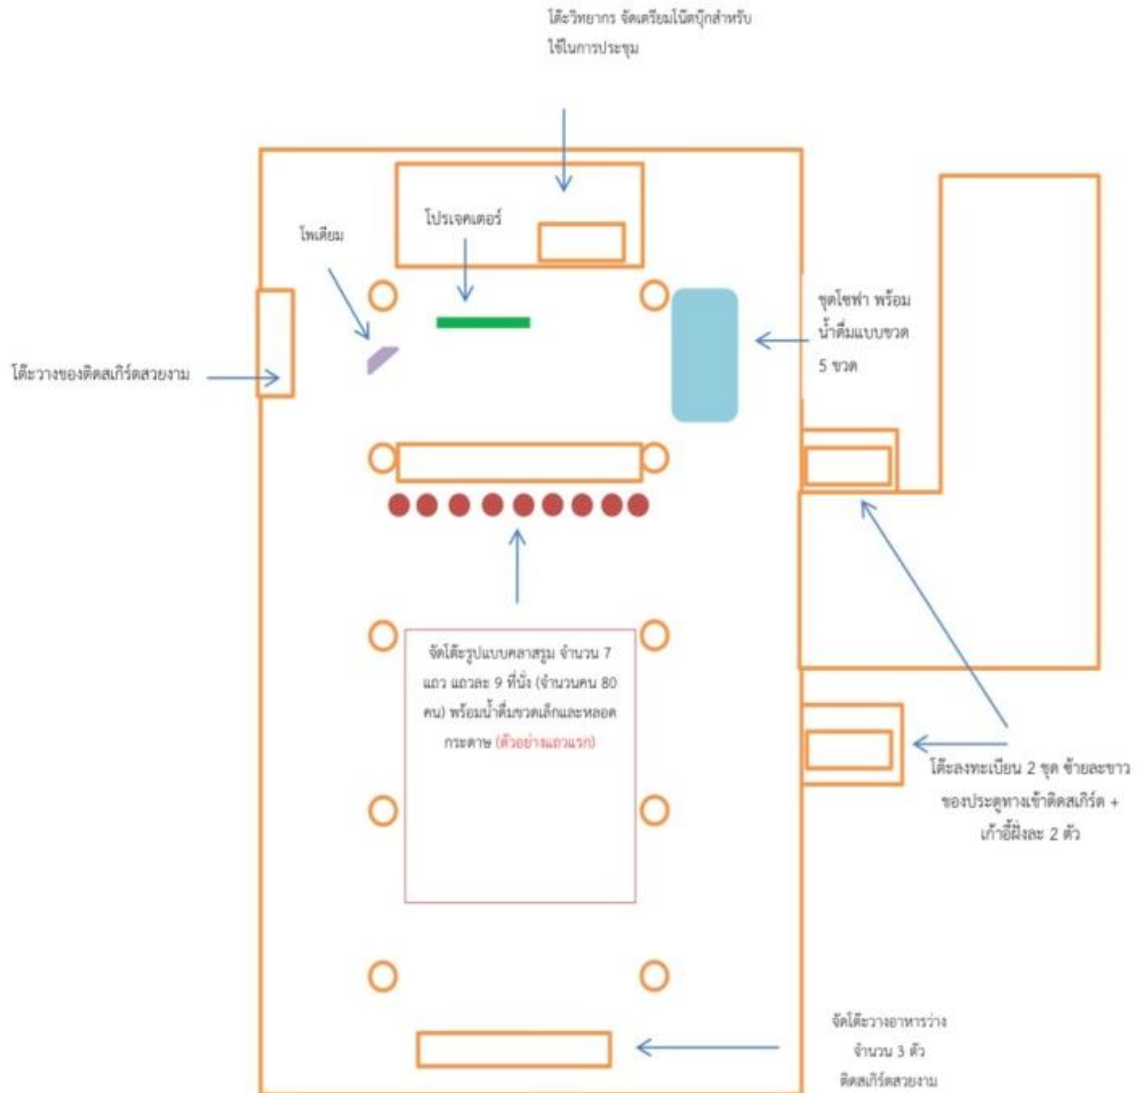 โต๊ะวิทยากร จัดเตรียมโน๊ตบุ๊กสำหรับ
ใช้ในการประชุม
โปรเจคเตอร์
โพเดียม
ชุดโซฟา พร้อม
น้ำดื่มแบบขวด
5 ขวด
โต๊ะวางของติดสเกิร์ตสวยงาม
จัดโต๊ะรูปแบบคลาสรูม จำนวน 7
แถว แถวละ 9 ที่นั่ง (จำนวนคน 80
คน) พร้อมน้ำดื่มขวดเล็กและหลอด
กระดาษ (ตัวอย่างแถวแรก)
โต๊ะลงทะเบียน 2 ชุด ซ้ายละขาว
ของประตูทางเข้าติดสเกิร์ต +
เก้าอี้ฝั่งละ 2 ตัว
จัดโต๊ะวางอาหารว่าง
จำนวน 3 ตัว
ติดสเกิร์ตสวยงาม